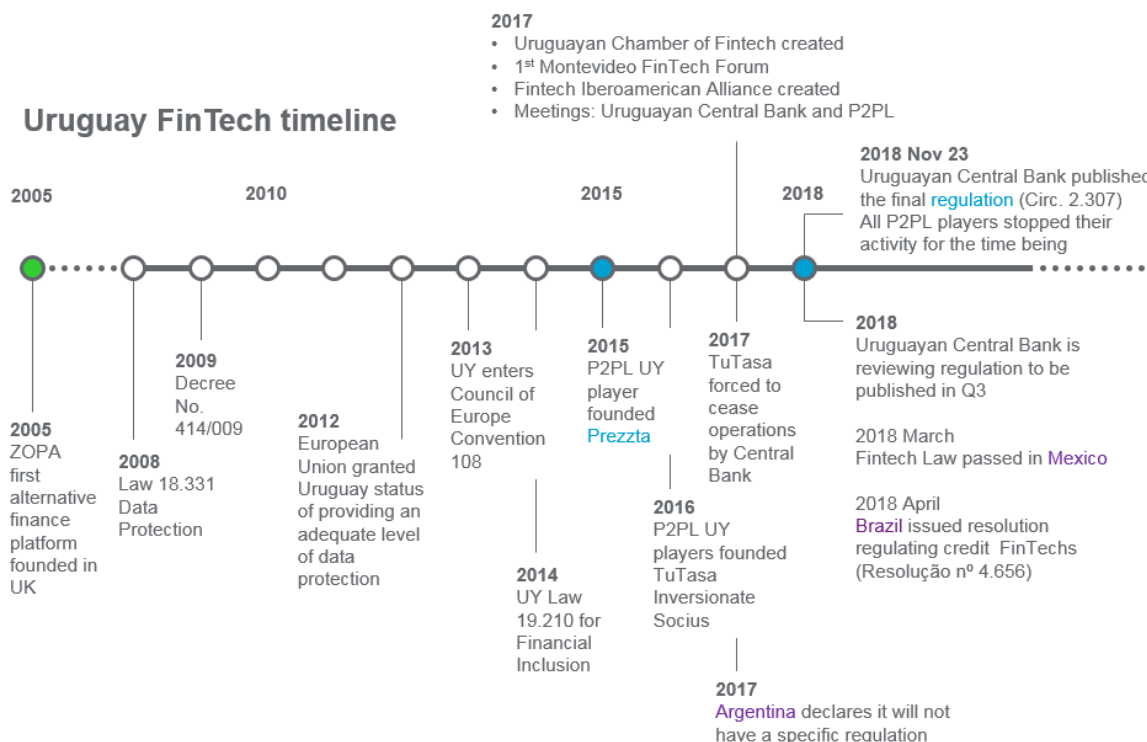 2017
• Uruguayan Chamber of Fintech created
• 1st Montevideo FinTech Forum
• Fintech Iberoamerican Alliance created
• Meetings: Uruguayan Central Bank and P2PL
Uruguay FinTech timeline
2005
2010
2015
2018
2018 Nov 23
Uruguayan Central Bank published
the final regulation (Circ. 2.307)
All P2PL players stopped their
activity for the time being
2005
ZOPA
first
alternative
finance
platform
founded in
UK
2008
Law 18.331
Data
Protection
2009
Decree
No.
414/009
2012
European
Union granted
Uruguay status
of providing an
adequate level
of data
protection
2013
UY enters
Council of
Europe
Convention
108
2014
UY Law
19.210 for
Financial
Inclusion
2015
P2PL UY
player
founded
Prezzta
2016
P2PL UY
players founded
TuTasa
Inversionate
Socius
2017
TuTasa
forced to
cease
operations
by Central
Bank
2017
Argentina declares it will not
have a specific regulation
2018
Uruguayan Central Bank is
reviewing regulation to be
published in Q3
2018 March
Fintech Law passed in Mexico
2018 April
Brazil issued resolution
regulating credit FinTechs
(Resolução nº 4.656)